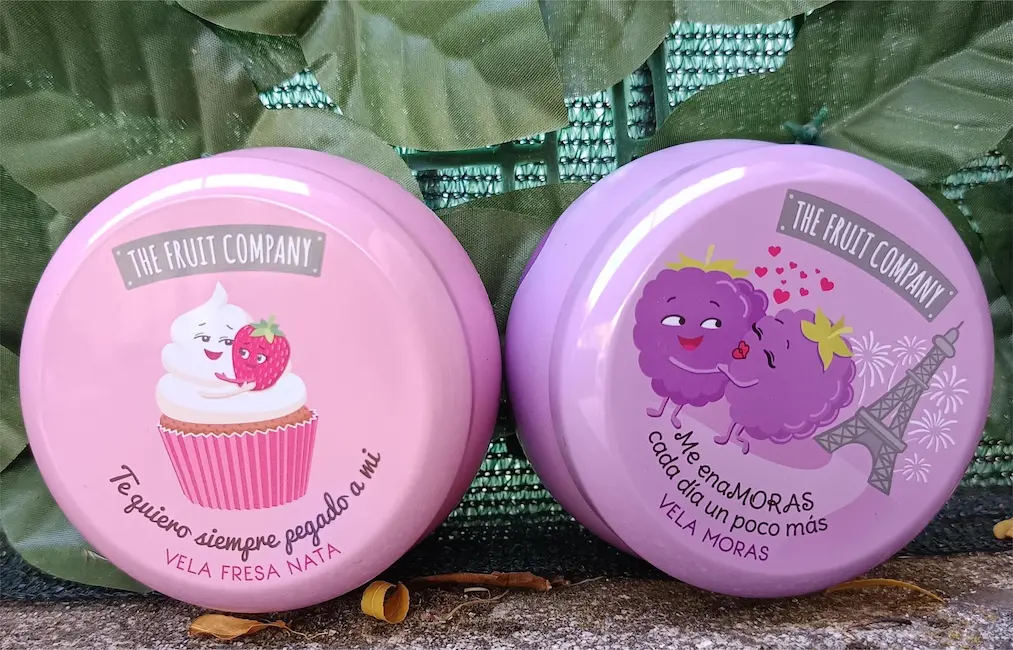 THE FRUIT COMPANY
Te quiero siempre pegado a mi
VELA FRESA NATA
THE FRUIT COMPANY
Me enaMORAS
cada día un poco más
VELA MORAS